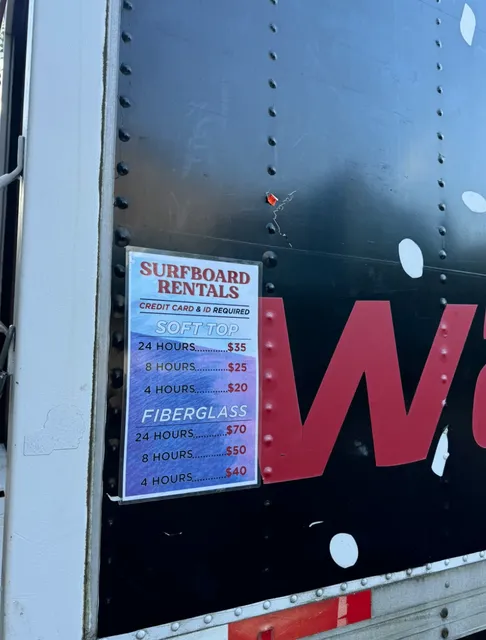 SURFBOARD
RENTALS
CREDIT CARD & ID REQUIRED
SOFT TOP
24 HOURS............$35
8 HOURS............$25
4 HOURS............$20
FIBERGLASS
24 HOURS............$70
8 HOURS............$50
4 HOURS............$40
W